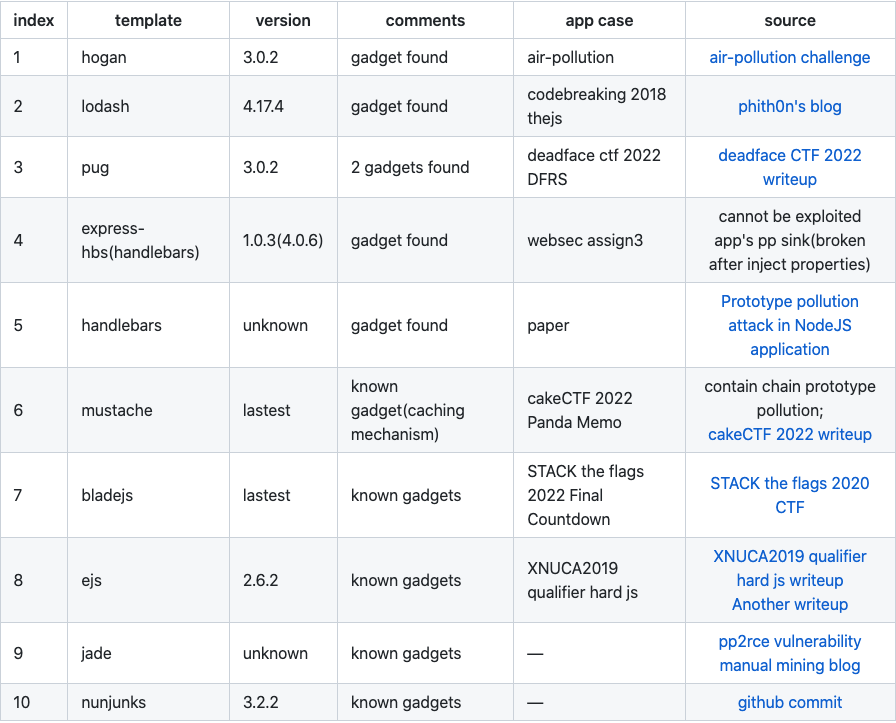 index template version comments app case source
1 hogan 3.0.2 gadget found air-pollution air-pollution challenge
2 lodash 4.17.4 gadget found codebreaking 2018
thejs
phith0n's blog
3 pug 3.0.2 2 gadgets found deadface ctf 2022
DFRS
deadface CTF 2022
writeup
4 express-
hbs(handlebars)
1.0.3(4.0.6) gadget found websec assign3 cannot be exploited
app's pp sink(broken
after inject properties)
5 handlebars unknown gadget found paper Prototype pollution
attack in NodeJS
application
6 mustache lastest known
gadget(caching
mechanism)
cakeCTF 2022
Panda Memo
contain chain prototype
pollution;
cakeCTF 2022 writeup
7 bladejs lastest known gadgets STACK the flags
2022 Final
Countdown
STACK the flags 2020
CTF
8 ejs 2.6.2 known gadgets XNUCA2019
qualifier hard js
XNUCA2019 qualifier
hard js writeup
Another writeup
9 jade unknown known gadgets — pp2rce vulnerability
manual mining blog
10 nunjunks 3.2.2 known gadgets — github commit